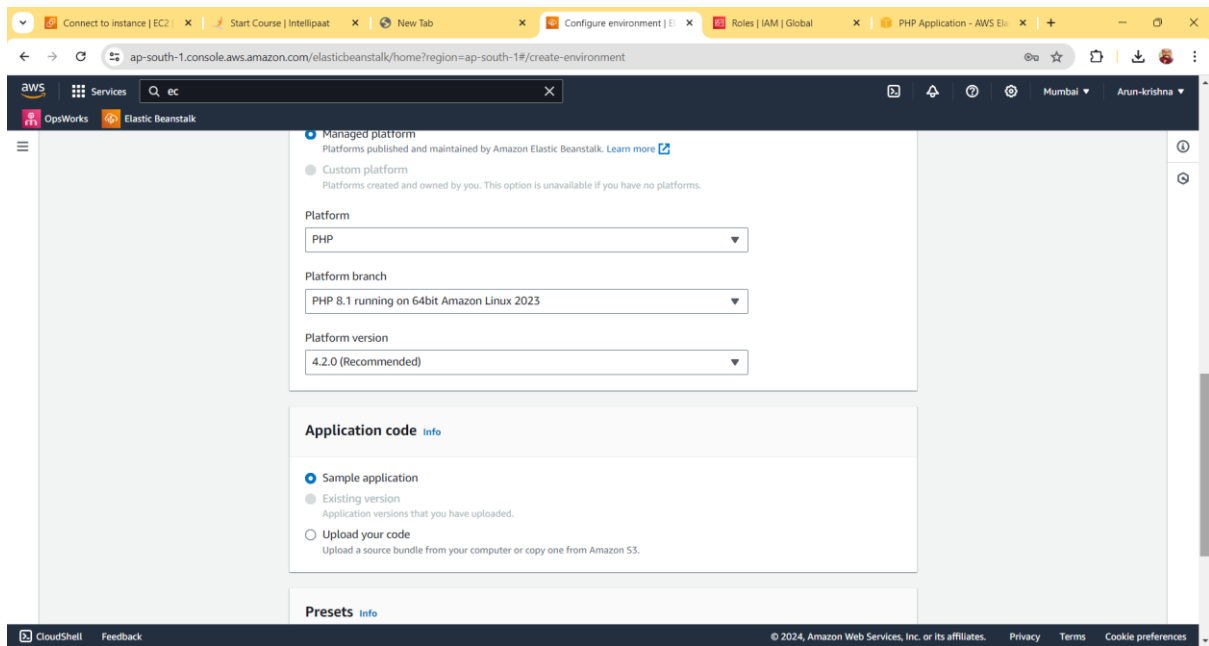 Connect to instance | EC2 |
Start Course | Intellipaat
New Tab
Configure environment | El
Roles | IAM | Global
PHP Application - AWS Ela
ap-south-1.console.aws.amazon.com/elasticbeanstalk/home?region=ap-south-1#/create-environment
aws
Services
ec
Mumbai
Arun-krishna
OpsWorks
Elastic Beanstalk
Managed platform
Platforms published and maintained by Amazon Elastic Beanstalk. Learn more
Custom platform
Platforms created and owned by you. This option is unavailable if you have no platforms.
Platform
PHP
Platform branch
PHP 8.1 running on 64bit Amazon Linux 2023
Platform version
4.2.0 (Recommended)
Application code Info
Sample application
Existing version
Application versions that you have uploaded.
Upload your code
Upload a source bundle from your computer or copy one from Amazon S3.
Presets Info
CloudShell Feedback © 2024, Amazon Web Services, Inc. or its affiliates. Privacy Terms Cookie preferences